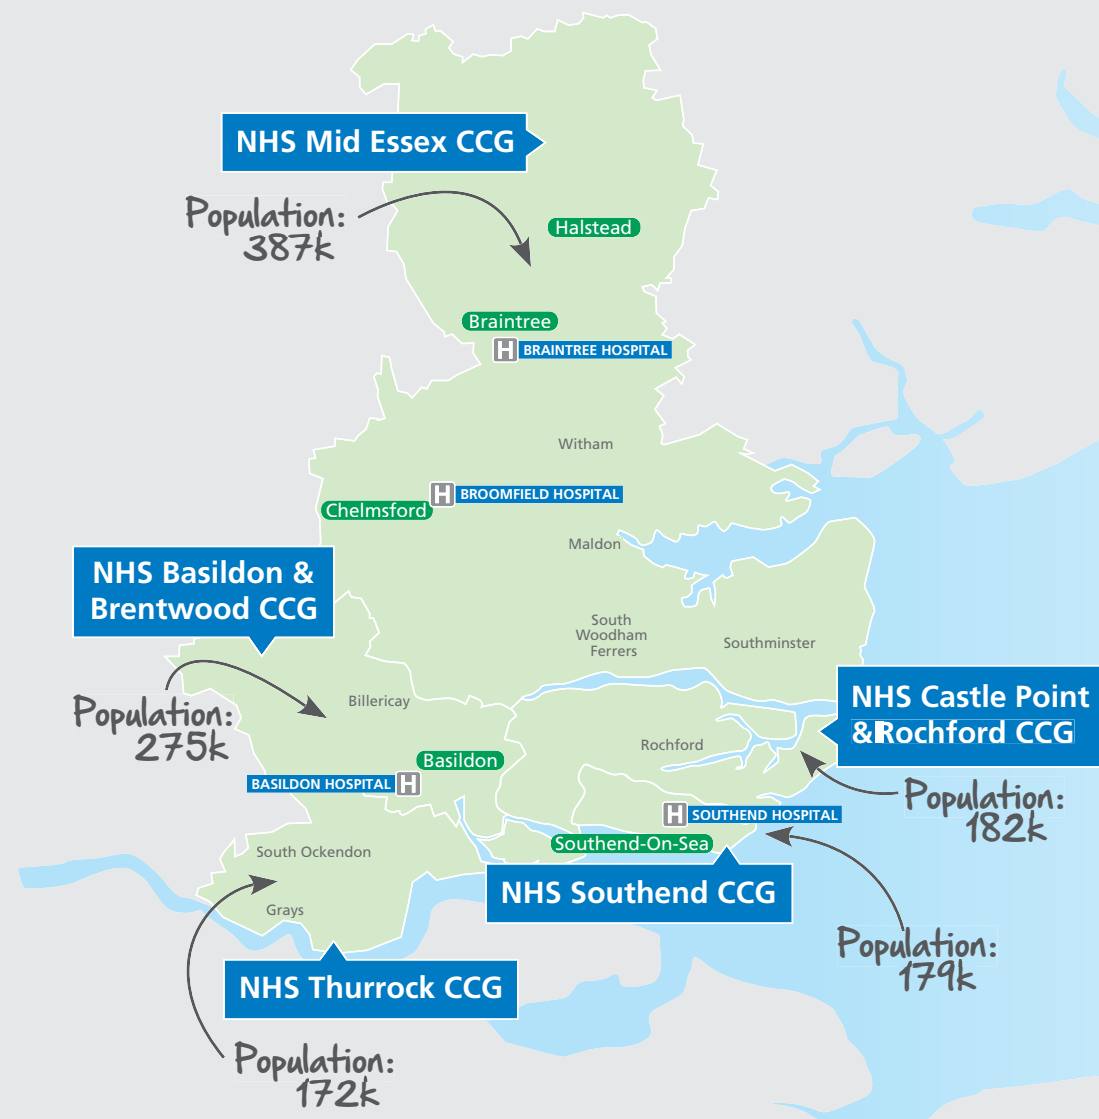 NHS Mid Essex CCG
Population:
387k
Halstead
Braintree
H BRAINTREE HOSPITAL
Witham
H BROOMFIELD HOSPITAL
Chelmsford
Maldon
NHS Basildon &
Brentwood CCG
South
Woodham
Ferrers
Southminster
Population:
275k
Billericay
NHS Castle Point
&Rochford CCG
Rochford
Basildon
BASILDON HOSPITAL H
Population:
182k
H SOUTHEND HOSPITAL
Southend-On-Sea
South Ockendon
NHS Southend CCG
Grays
Population:
179k
NHS Thurrock CCG
Population:
172k